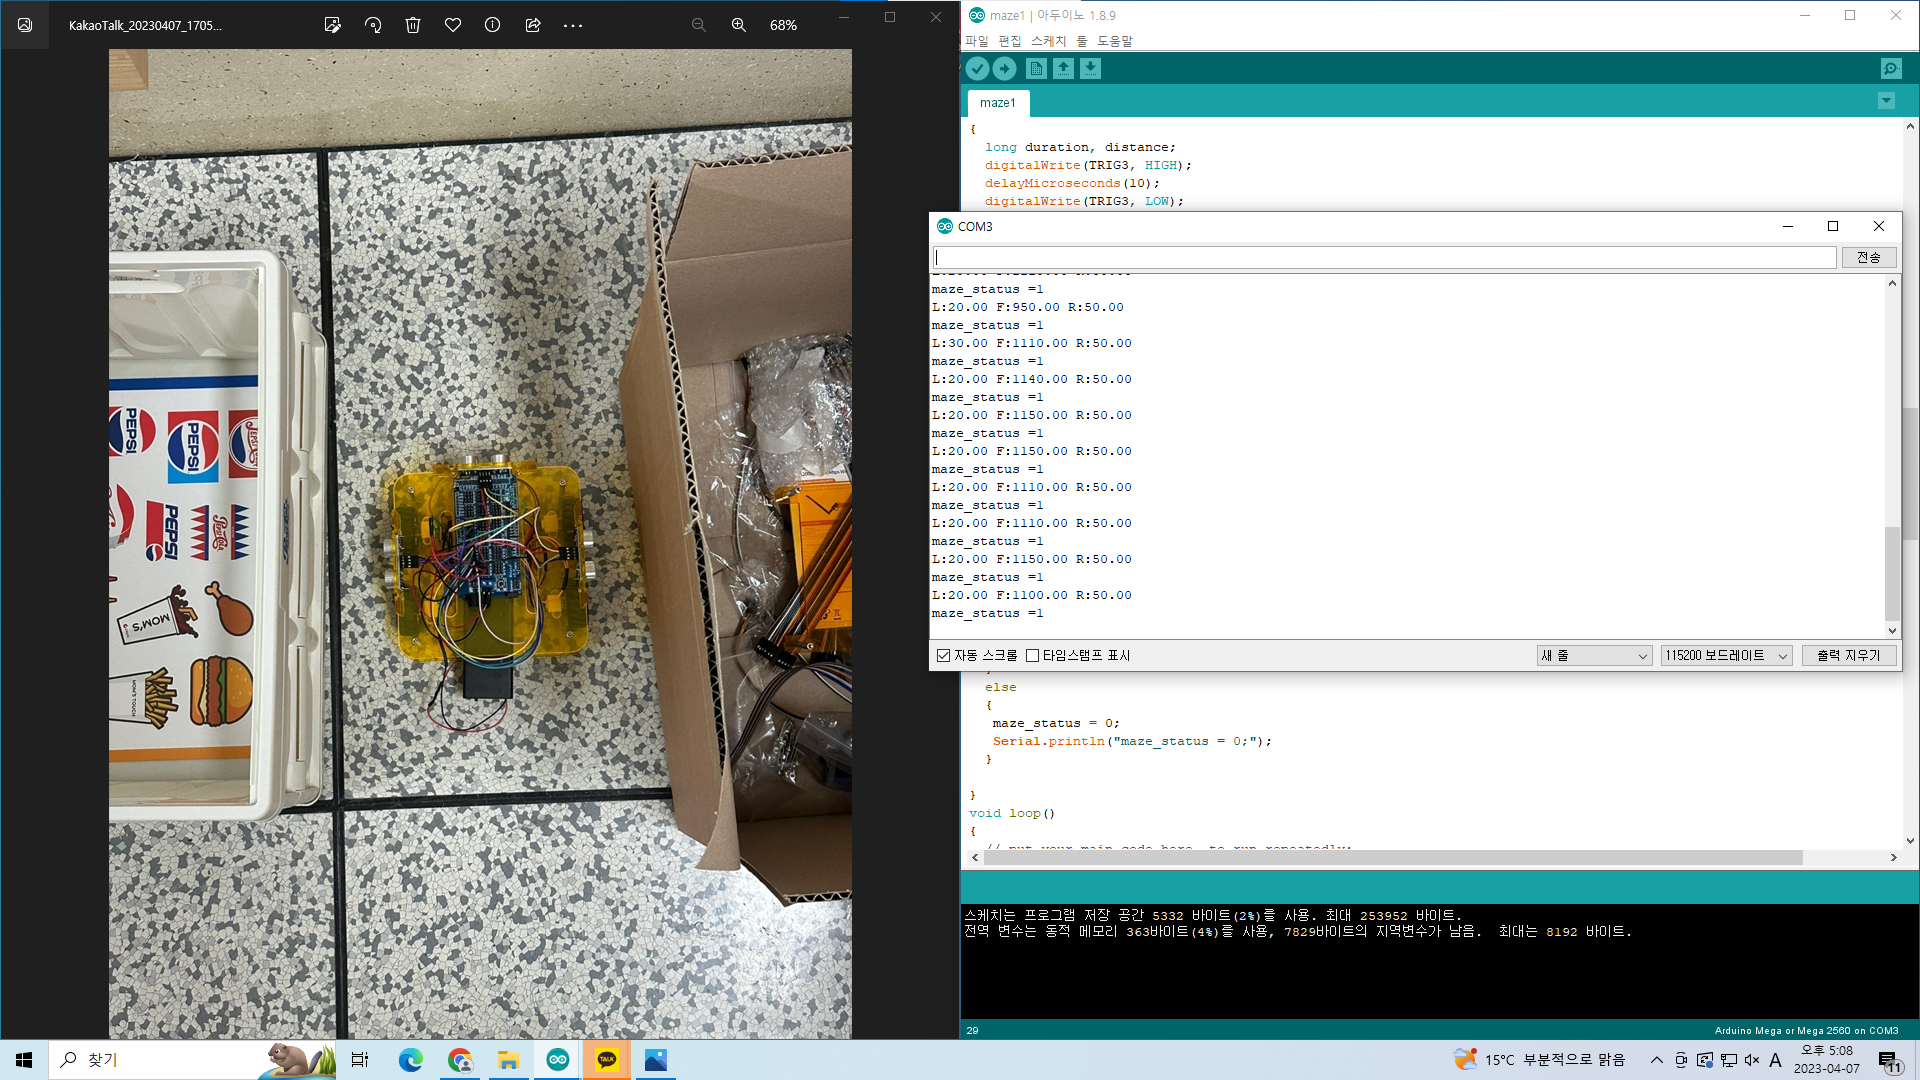 KakaoTalk_20230407_1705...
68%
PEPSI
PEPSI
PEPSI
PEPSI
MOM'S
maze1 | 아두이노 1.8.9
파일 편집 스케치 툴 도움말
maze1
{
long duration, distance;
digitalWrite(TRIG3, HIGH);
delayMicroseconds(10);
digitalWrite(TRIG3, LOW);
COM3
전송
maze_status =1
L:20.00 F:950.00 R:50.00
maze_status =1
L:30.00 F:1110.00 R:50.00
maze_status =1
L:20.00 F:1140.00 R:50.00
maze_status =1
L:20.00 F:1150.00 R:50.00
maze_status =1
L:20.00 F:1150.00 R:50.00
maze_status =1
L:20.00 F:1110.00 R:50.00
maze_status =1
L:20.00 F:1110.00 R:50.00
maze_status =1
L:20.00 F:1150.00 R:50.00
maze_status =1
L:20.00 F:1100.00 R:50.00
maze_status =1
자동 스크롤 타임스탬프 표시
새 줄
115200 보드레이트
출력 지우기
else
{
maze_status = 0;
Serial.println("maze_status = 0;");
}
}
void loop()
{
// put your main code here, to run repeatedly:
스케치는 프로그램 저장 공간 5332 바이트(2%)를 사용. 최대 253952 바이트.
전역 변수는 동적 메모리 363바이트(4%)를 사용, 7829바이트의 지역변수가 남음. 최대는 8192 바이트.
29
Arduino Mega or Mega 2560 on COM3
찾기
TALK
15°C 부분적으로 맑음
A
오후 5:08
2023-04-07
11